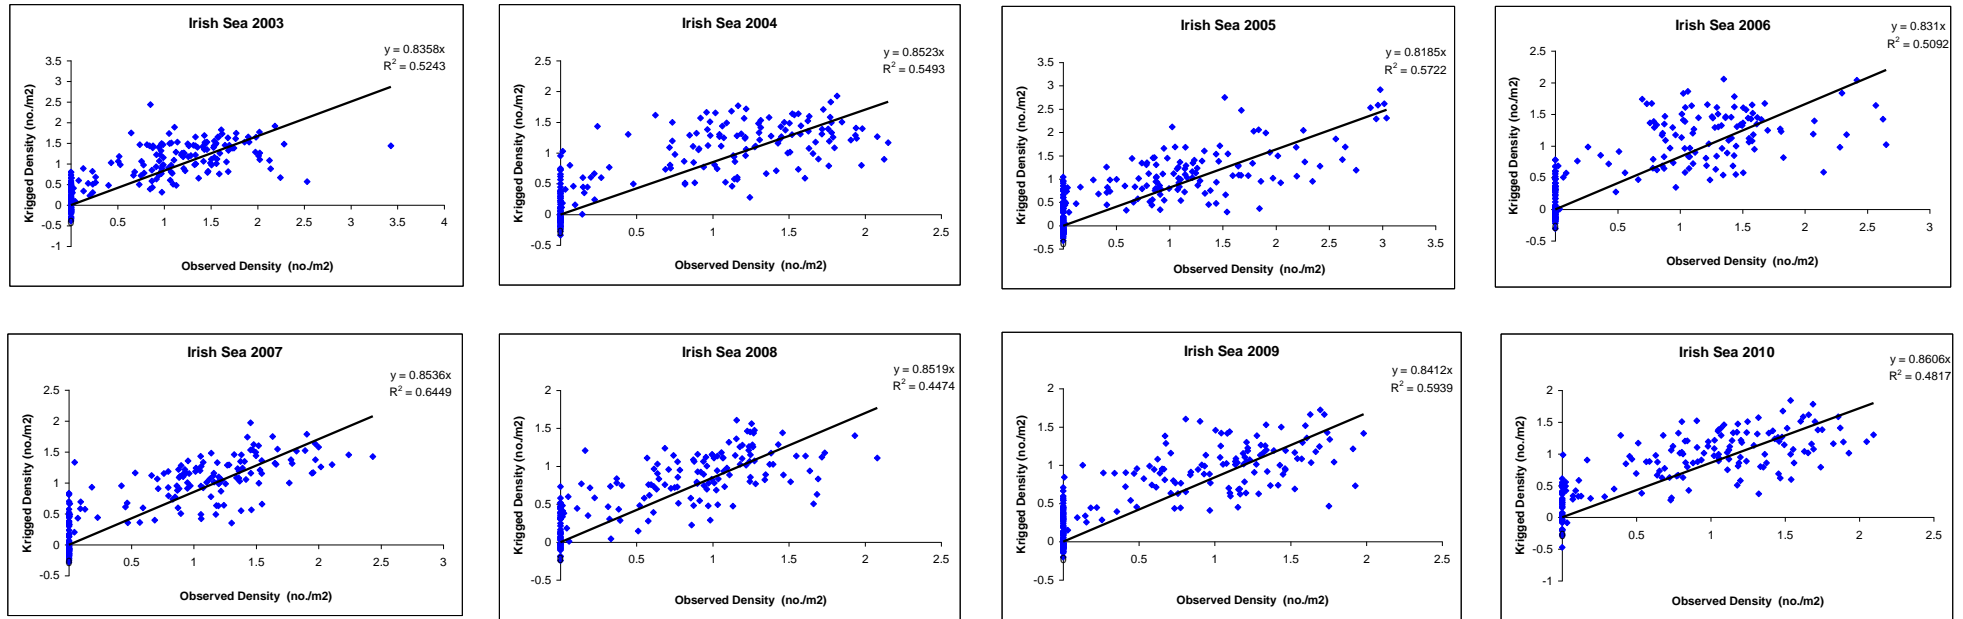 Irish Sea 2003
y = 0.8358x
R² = 0.5243
3.5
3
2.5
2
1.5
1
0.5
0
-0.5
-1
0.5 1 1.5 2 2.5 3 3.5 4
Krigged Density (no./m2)
Observed Density (no./m2)
Irish Sea 2004
y = 0.8523x
R² = 0.5493
2.5
2
1.5
1
0.5
0
-0.5
0.5 1 1.5 2 2.5
Krigged Density (no./m2)
Observed Density (no./m2)
Irish Sea 2005
y = 0.8185x
R² = 0.5722
3.5
3
2.5
2
1.5
1
0.5
0
-0.5
0.5 1 1.5 2 2.5 3 3.5
Krigged Density (no./m2)
Observed Density (no./m2)
Irish Sea 2006
y = 0.831x
R² = 0.5092
2.5
2
1.5
1
0.5
0
-0.5
0.5 1 1.5 2 2.5 3
Krigged Density (no./m2)
Observed Density (no./m2)
Irish Sea 2007
y = 0.8536x
R² = 0.6449
2.5
2
1.5
1
0.5
0
-0.5
0.5 1 1.5 2 2.5 3
Krigged Density (no./m2)
Observed Density (no./m2)
Irish Sea 2008
y = 0.8519x
R² = 0.4474
2
1.5
1
0.5
0
-0.5
0.5 1 1.5 2 2.5
Krigged Density (no./m2)
Observed Density (no./m2)
Irish Sea 2009
y = 0.8412x
R² = 0.5939
2
1.5
1
0.5
0
-0.5
0.5 1 1.5 2 2.5
Krigged Density (no./m2)
Observed Density (no./m2)
Irish Sea 2010
y = 0.8606x
R² = 0.4817
2
1.5
1
0.5
0
-0.5
-1
0.5 1 1.5 2 2.5
Krigged Density (no./m2)
Observed Density (no./m2)